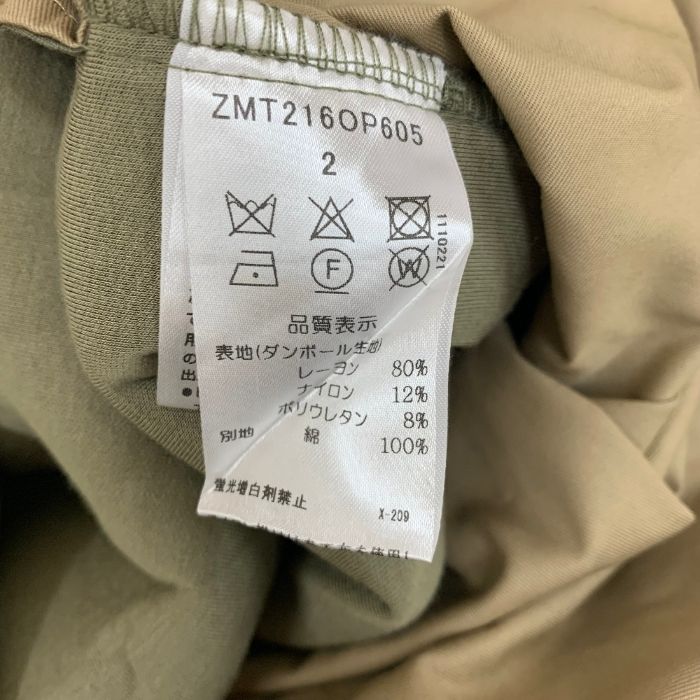 ZMT216OP605
2
1110221
F
W
品質表示
表地(ダンボール生地)
レーヨン 80%
ナイロン 12%
ポリウレタン 8%
別地 綿 100%
蛍光増白剤禁止
X-209